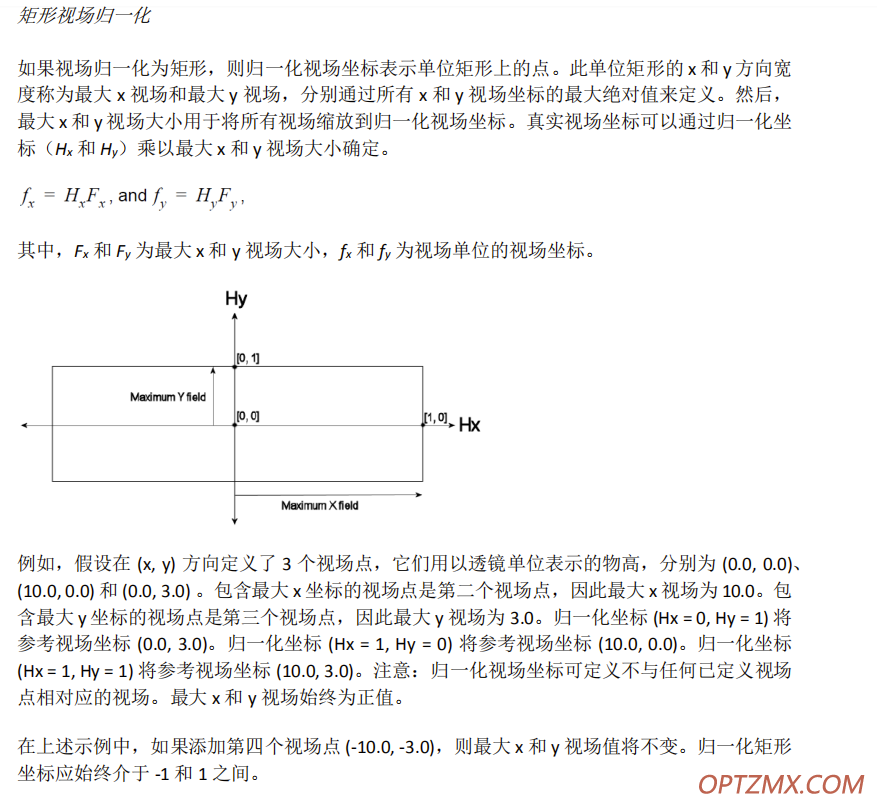 矩形视场归一化
如果视场归一化为矩形，则归一化视场坐标表示单位矩形上的点。此单位矩形的 x 和 y 方向宽
度称为最大 x 视场和最大 y 视场，分别通过所有 x 和 y 视场坐标的最大绝对值来定义。然后，
最大 x 和 y 视场大小用于将所有视场缩放到归一化视场坐标。真实视场坐标可以通过归一化坐
标（Hx 和 Hy）乘以最大 x 和 y 视场大小确定。
fx = HxFx, and fy = HyFy,
其中，Fx 和 Fy 为最大 x 和 y 视场大小，fx 和 fy 为视场单位的视场坐标。
Hy
[0, 1]
Maximum Y field
[0, 0]
[1, 0]
Hx
Maximum X field
例如，假设在 (x, y) 方向定义了 3 个视场点，它们用以透镜单位表示的物高，分别为 (0.0, 0.0)、
(10.0, 0.0) 和 (0.0, 3.0) 。包含最大 x 坐标的视场点是第二个视场点，因此最大 x 视场为 10.0。包
含最大 y 坐标的视场点是第三个视场点，因此最大 y 视场为 3.0。归一化坐标 (Hx = 0, Hy = 1) 将
参考视场坐标 (0.0, 3.0)。归一化坐标 (Hx = 1, Hy = 0) 将参考视场坐标 (10.0, 0.0)。归一化坐标
(Hx = 1, Hy = 1) 将参考视场坐标 (10.0, 3.0)。注意：归一化视场坐标可定义不与任何已定义视场
点相对应的视场。最大 x 和 y 视场始终为正值。
在上述示例中，如果添加第四个视场点 (-10.0, -3.0)，则最大 x 和 y 视场值将不变。归一化矩形
坐标应始终介于 -1 和 1 之间。
OPTZMX.COM